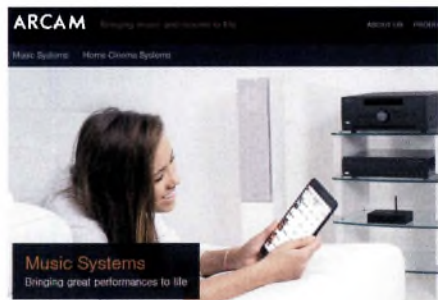 ARCAM Bringing music and movies to life
ABOUT US
Music Systems Home Cinema Systems
Music Systems
Bringing great performances to life